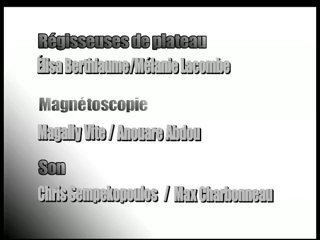 Régisseuses de plateau
Élisa Berthiaume/Mélanie Lacombe
Magnétoscopie
Magally Vite / Anouare Abdou
Son
Chris Sempekopoulos / Max Charbonneau